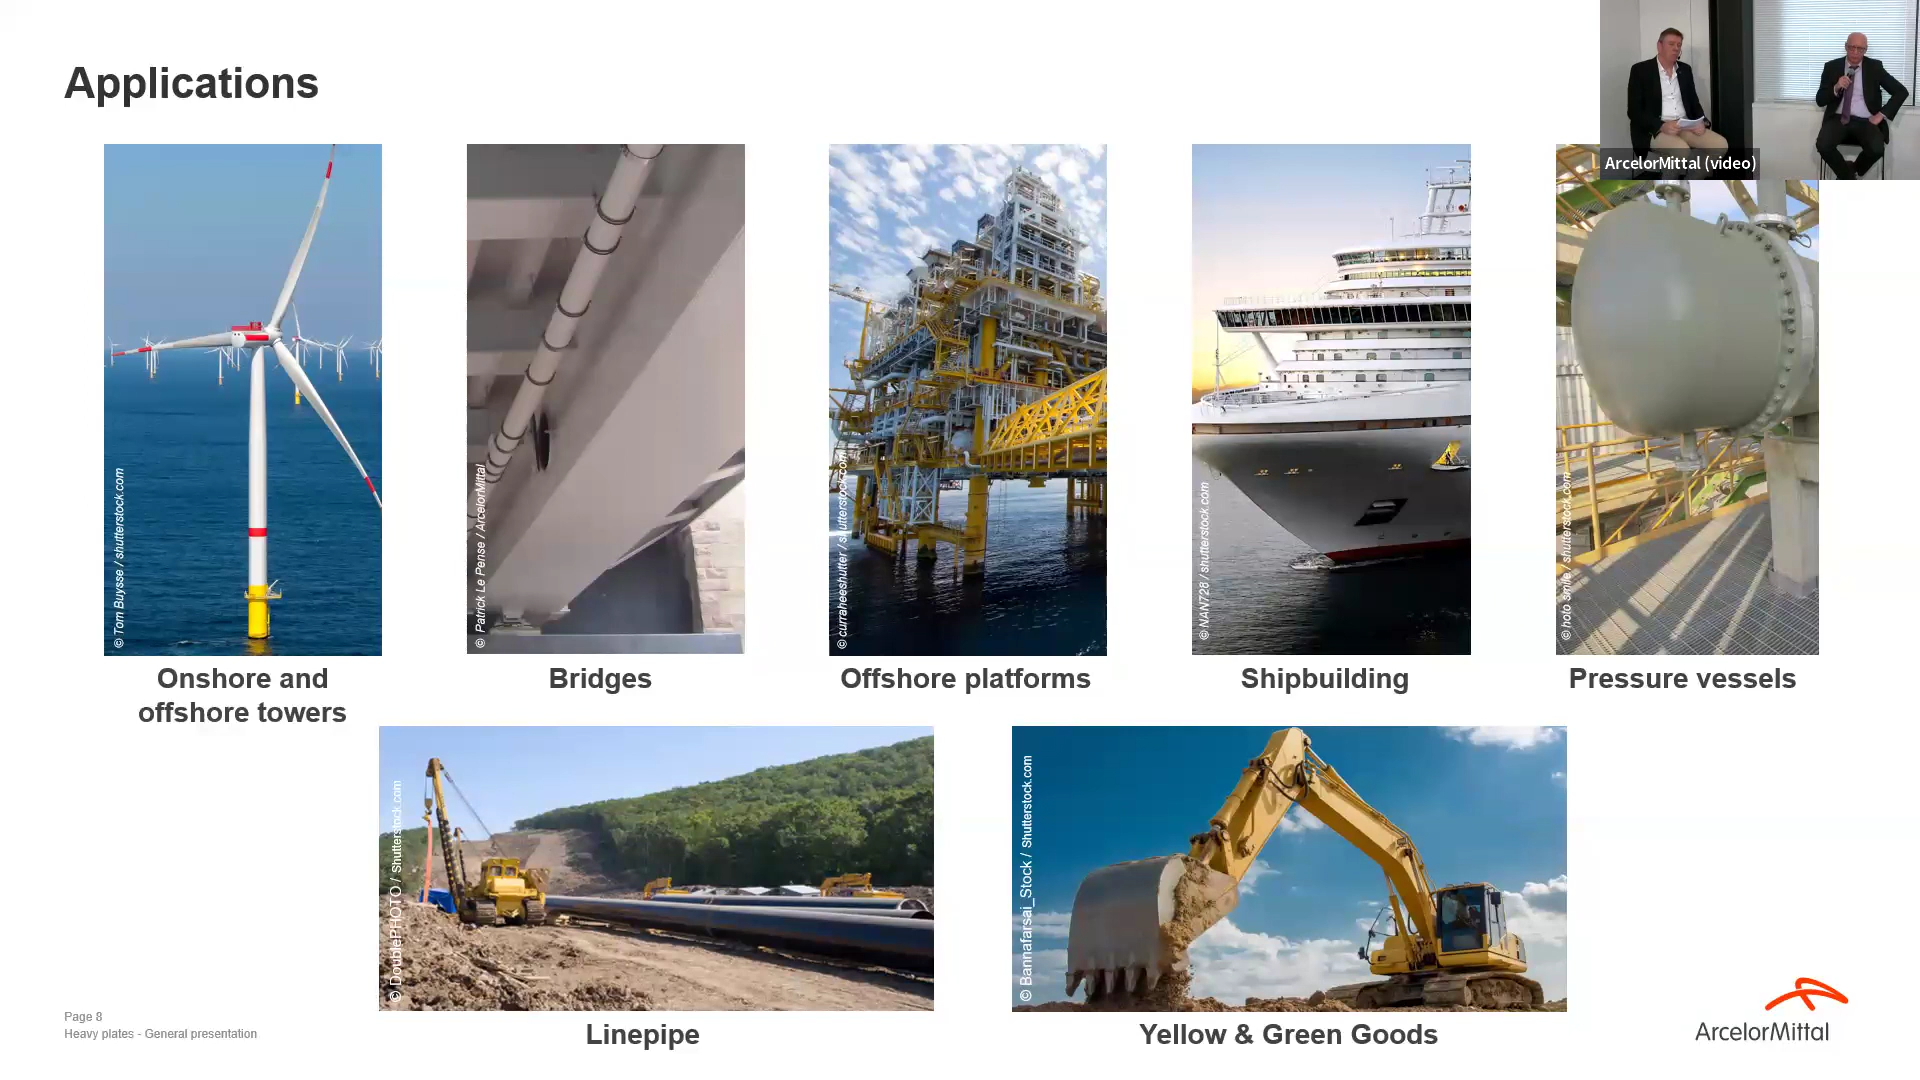 Applications
ArcelorMittal (video)
© Tom Buysse / shutterstock.com
© Patrick Le Pense / ArcelorMittal
© curraheeshutter / shutterstock.com
© NAN728 / shutterstock.com
© hoto smile / shutterstock.com
Onshore and
offshore towers
Bridges
Offshore platforms
Shipbuilding
Pressure vessels
© DoublePHOTO / Shutterstock.com
© Bannafarsai_Stock / Shutterstock.com
Linepipe
Yellow & Green Goods
Page 8
Heavy plates - General presentation
ArcelorMittal